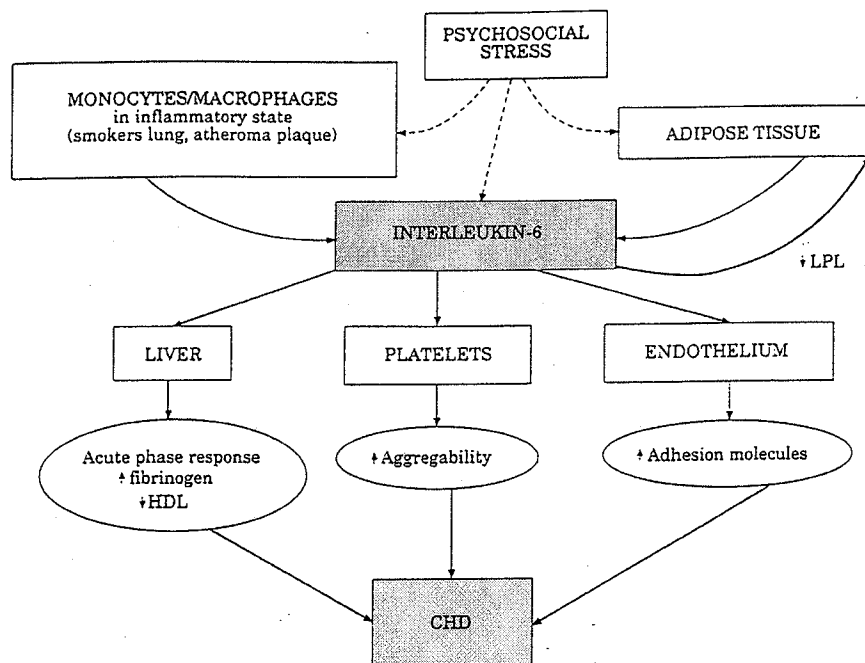 PSYCHOSOCIAL
STRESS
MONOCYTES/MACROPHAGES
in inflammatory state
(smokers lung, atheroma plaque)
ADIPOSE TISSUE
INTERLEUKIN-6
LPL
LIVER
PLATELETS
ENDOTHELIUM
Acute phase response
fibrinogen
HDL
Aggregability
Adhesion molecules
CHD